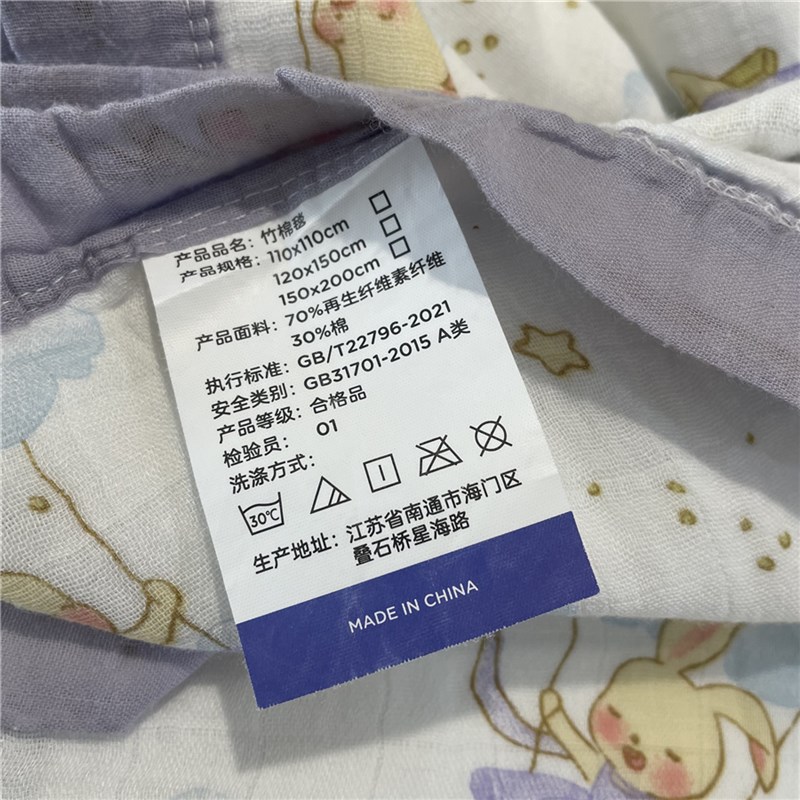 产品品名：竹棉毯
产品规格：110x110cm
120x150cm
150x200cm
产品面料：70%再生纤维素纤维
30%棉
执行标准：GB/T22796-2021
安全类别：GB31701-2015 A类
产品等级：合格品
检验员： 01
洗涤方式：
30℃
生产地址：江苏省南通市海门区
叠石桥星海路
MADE IN CHINA